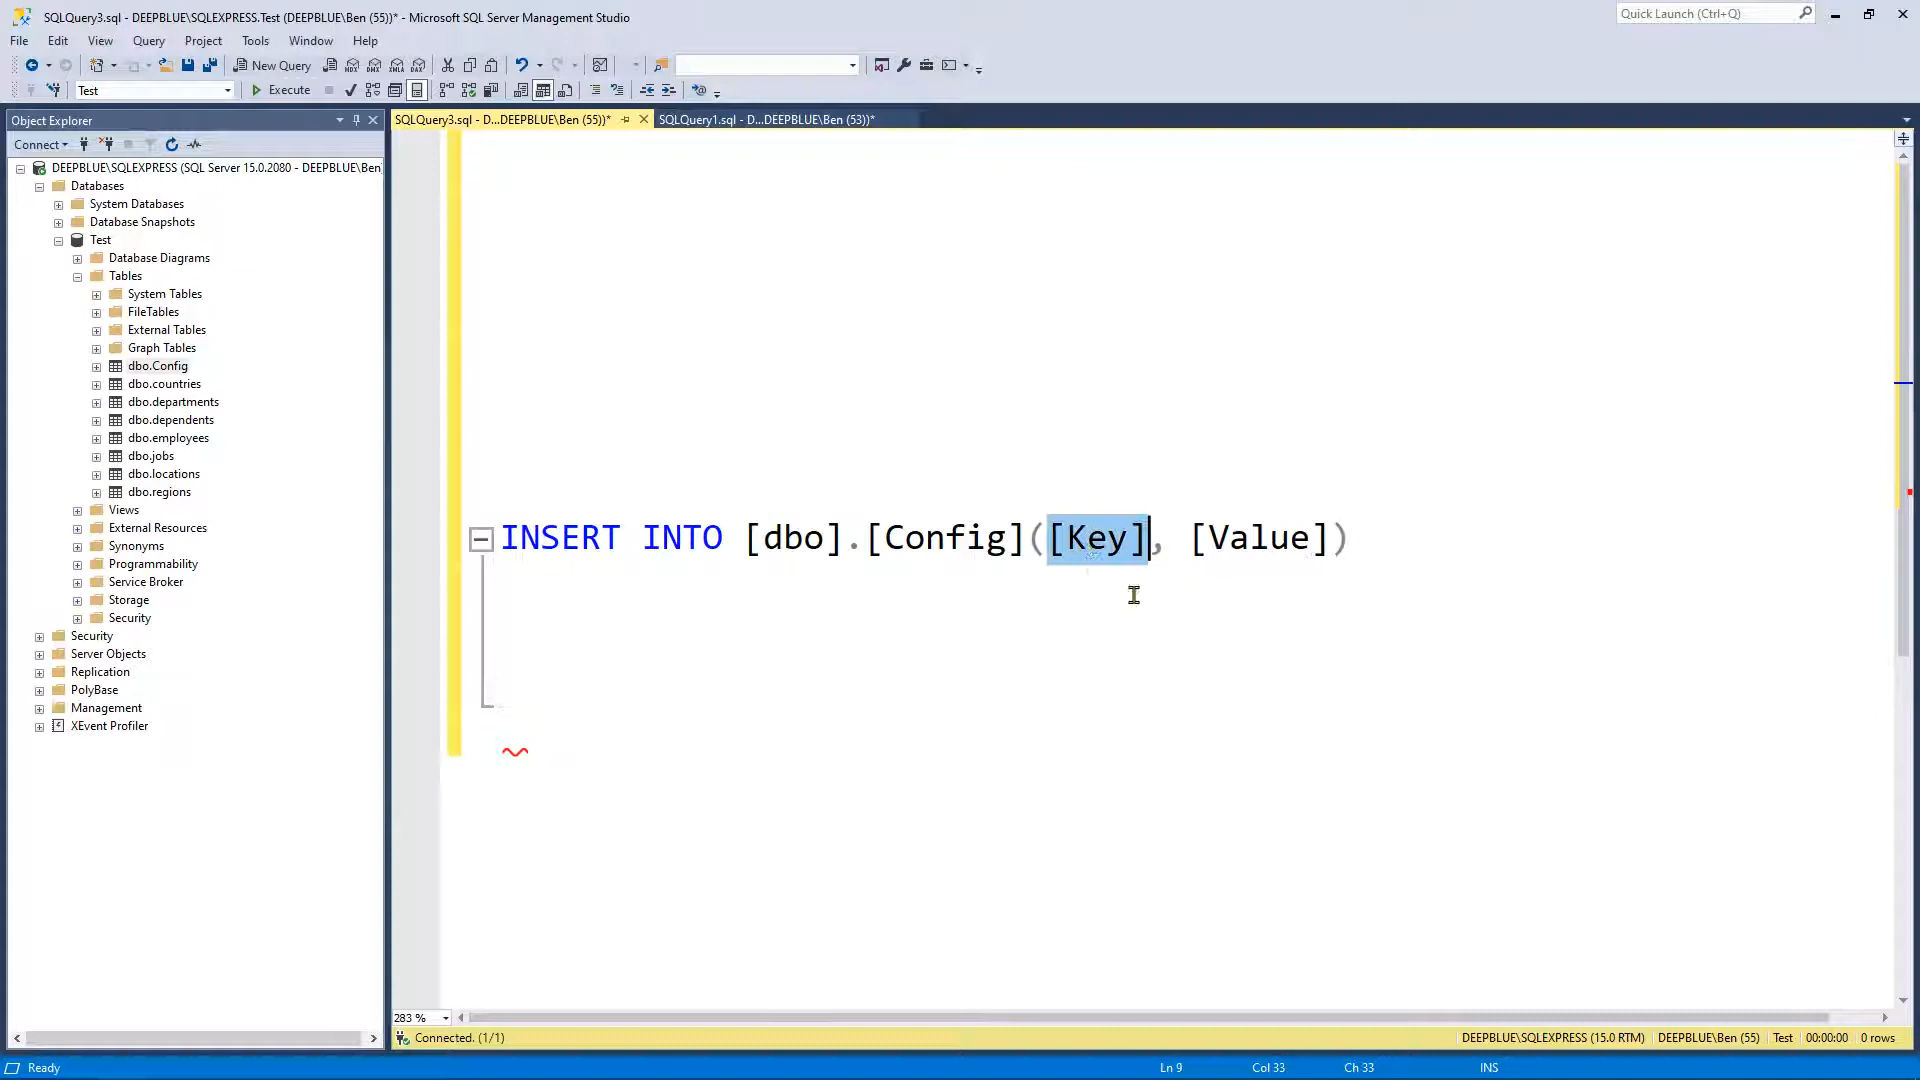 SQLQuery3.sql - DEEPBLUE\SQLEXPRESS.Test (DEEPBLUE\Ben (55))* - Microsoft SQL Server Management Studio
Quick Launch (Ctrl+Q)
File Edit View Query Project Tools Window Help
New Query
Test Execute
Object Explorer
SQLQuery3.sql - D...DEEPBLUE\Ben (55))* SQLQuery1.sql - D...DEEPBLUE\Ben (53))*
Connect
DEEPBLUE\SQLEXPRESS (SQL Server 15.0.2080 - DEEPBLUE\Ben
Databases
System Databases
Database Snapshots
Test
Database Diagrams
Tables
System Tables
FileTables
External Tables
Graph Tables
dbo.Config
dbo.countries
dbo.departments
dbo.dependents
dbo.employees
dbo.jobs
dbo.locations
dbo.regions
Views
External Resources
Synonyms
Programmability
Service Broker
Storage
Security
Security
Server Objects
Replication
PolyBase
Management
XEvent Profiler
INSERT INTO [dbo].[Config]([Key], [Value])
283 %
Connected. (1/1) DEEPBLUE\SQLEXPRESS (15.0 RTM) DEEPBLUE\Ben (55) Test 00:00:00 0 rows
Ready Ln 9 Col 33 Ch 33 INS